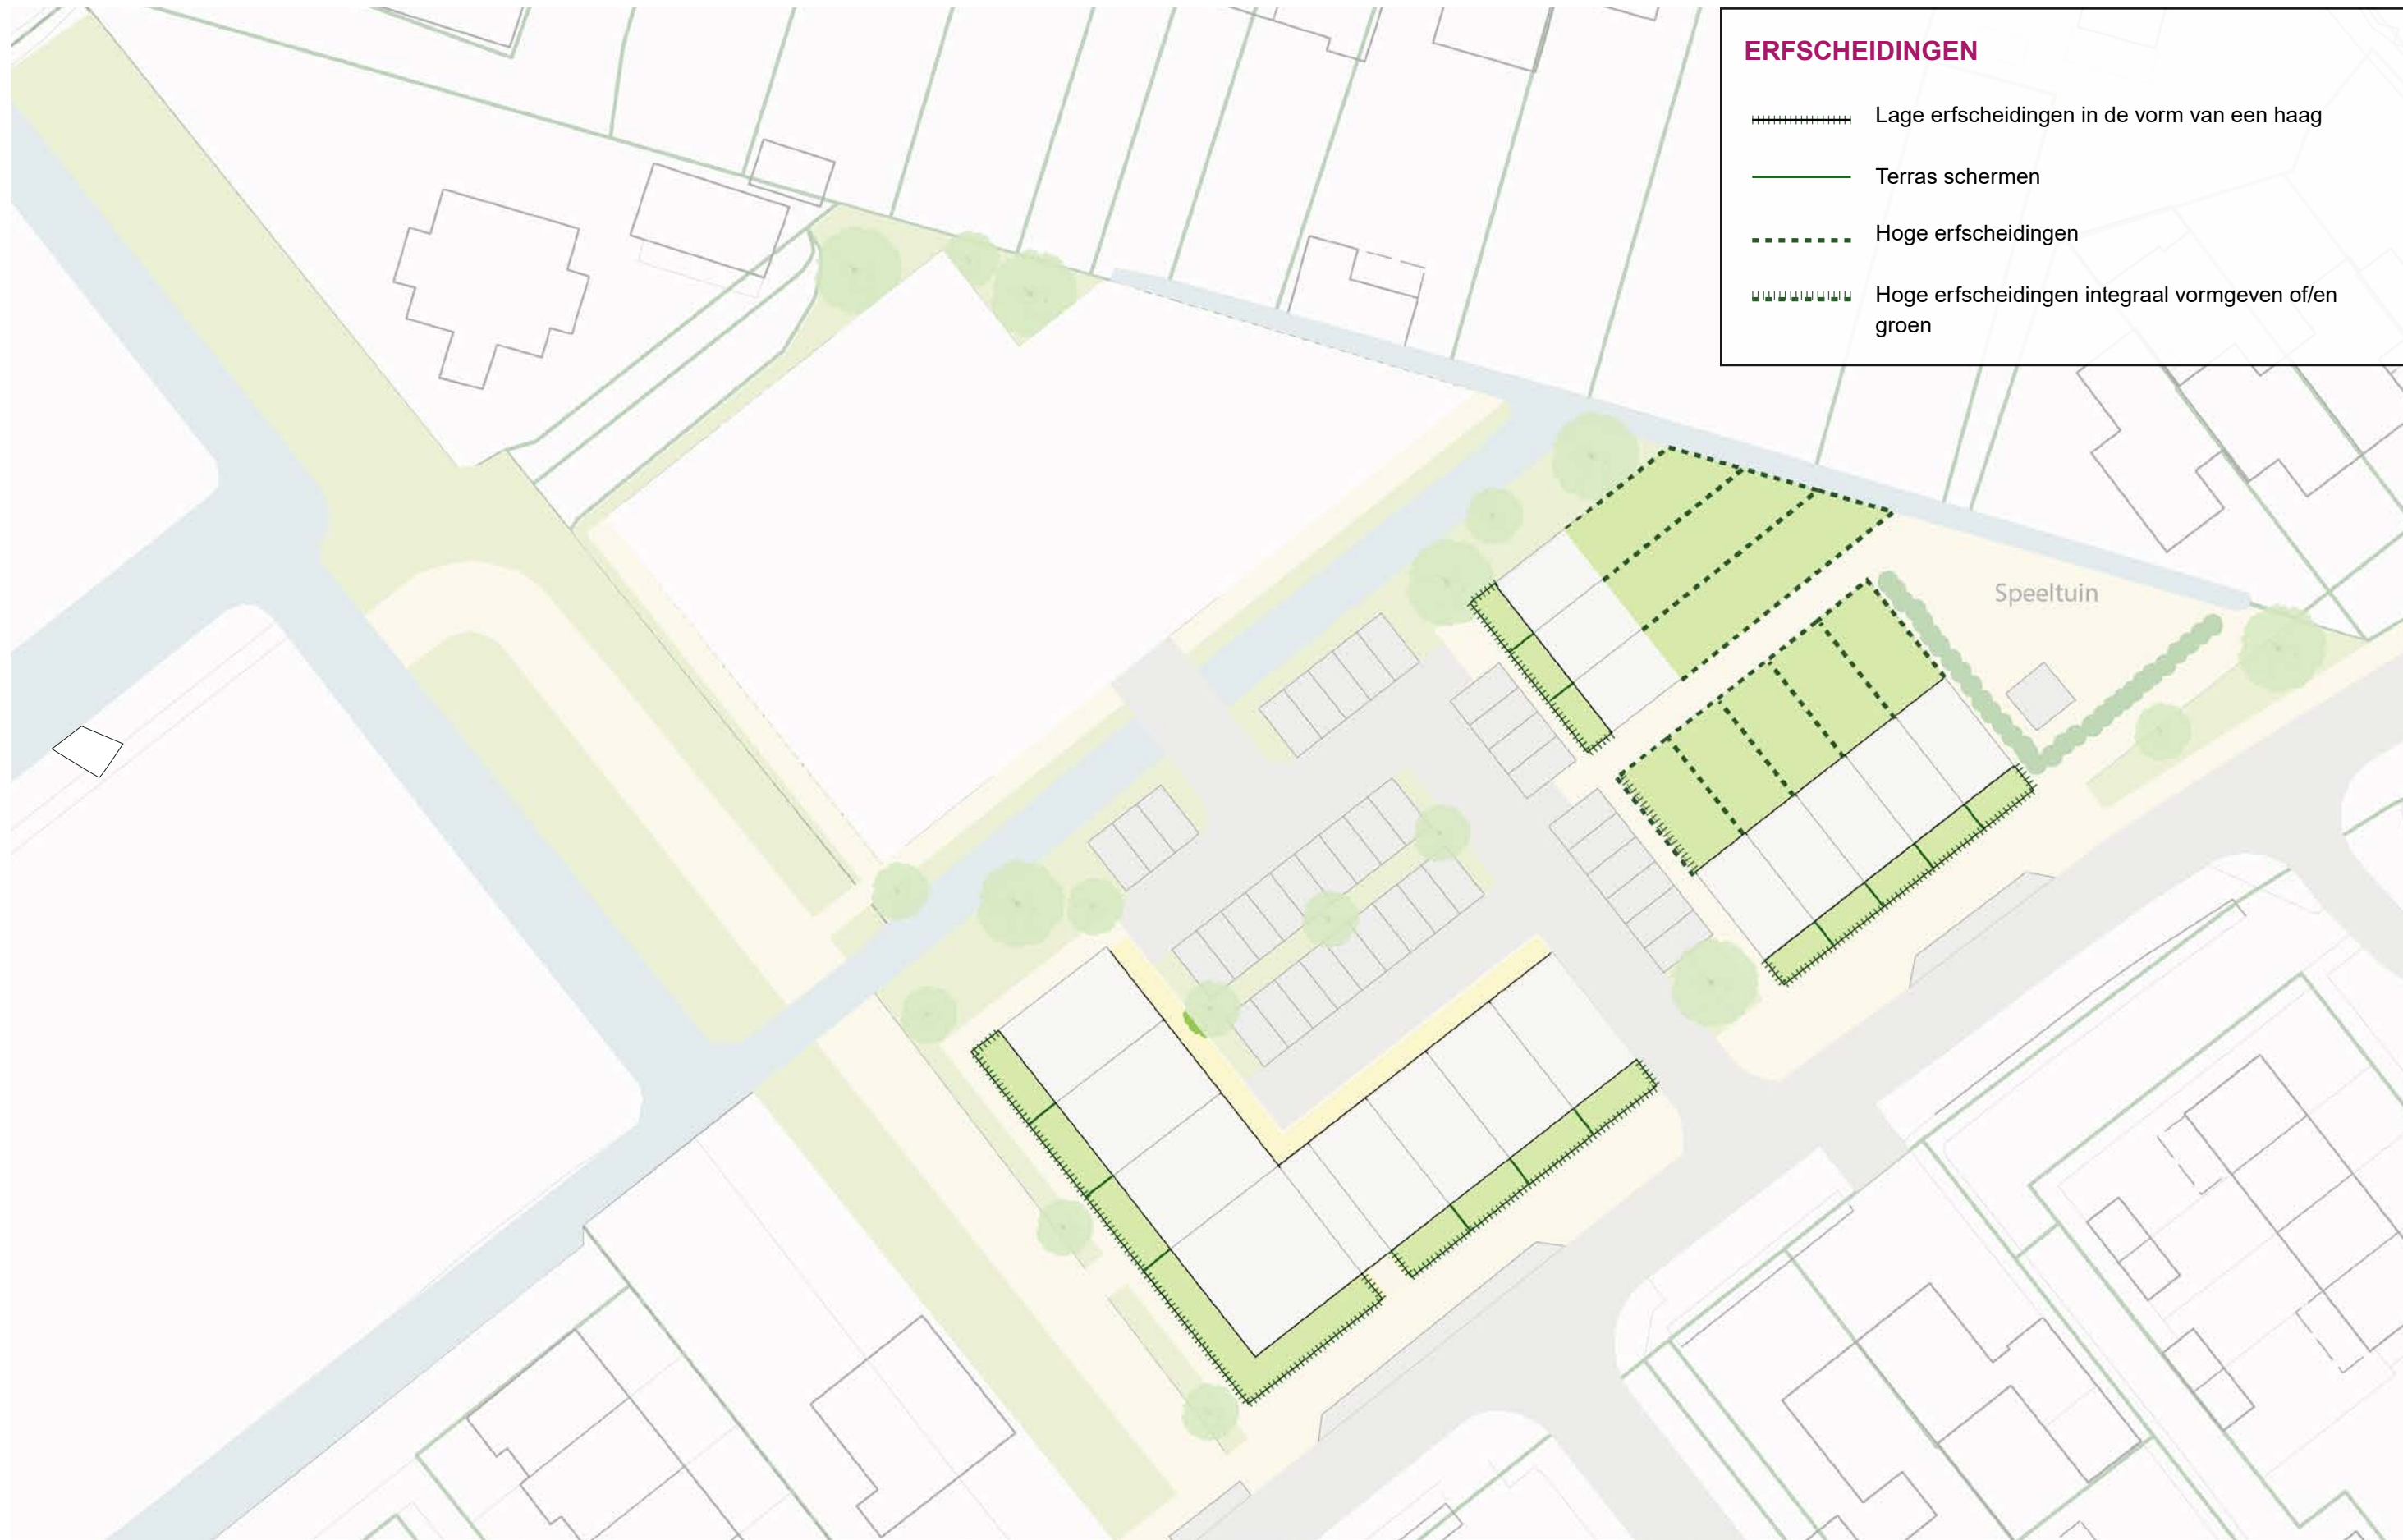 ERFSCHEIDINGEN
Lage erfscheidingen in de vorm van een haag
Terras schermen
Hoge erfscheidingen
Hoge erfscheidingen integraal vormgeven of/en
groen
Speeltuin